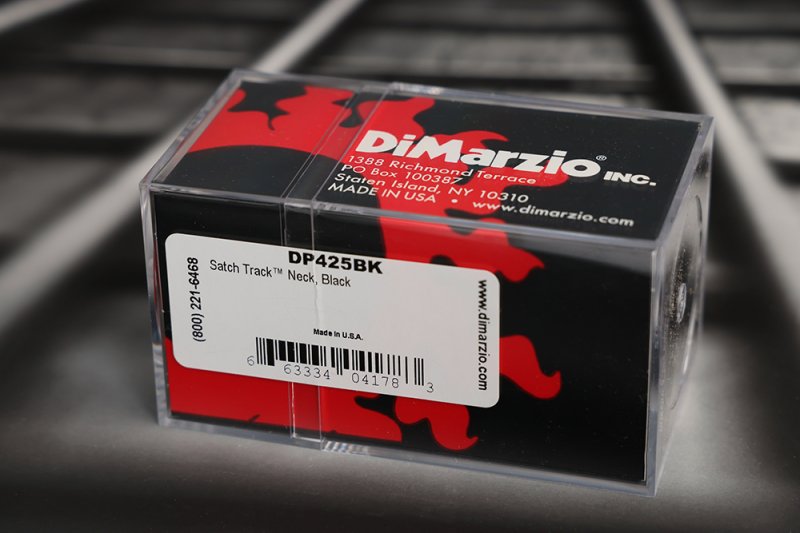 DiMarzio® INC.
1388 Richmond Terrace
PO Box 100387
Staten Island, NY 10310
MADE IN USA • www.dimarzio.com
DP425BK
Satch Track™ Neck, Black
(800) 221-6468
www.dimarzio.com
Made in U.S.A.
6 63334 04178 3